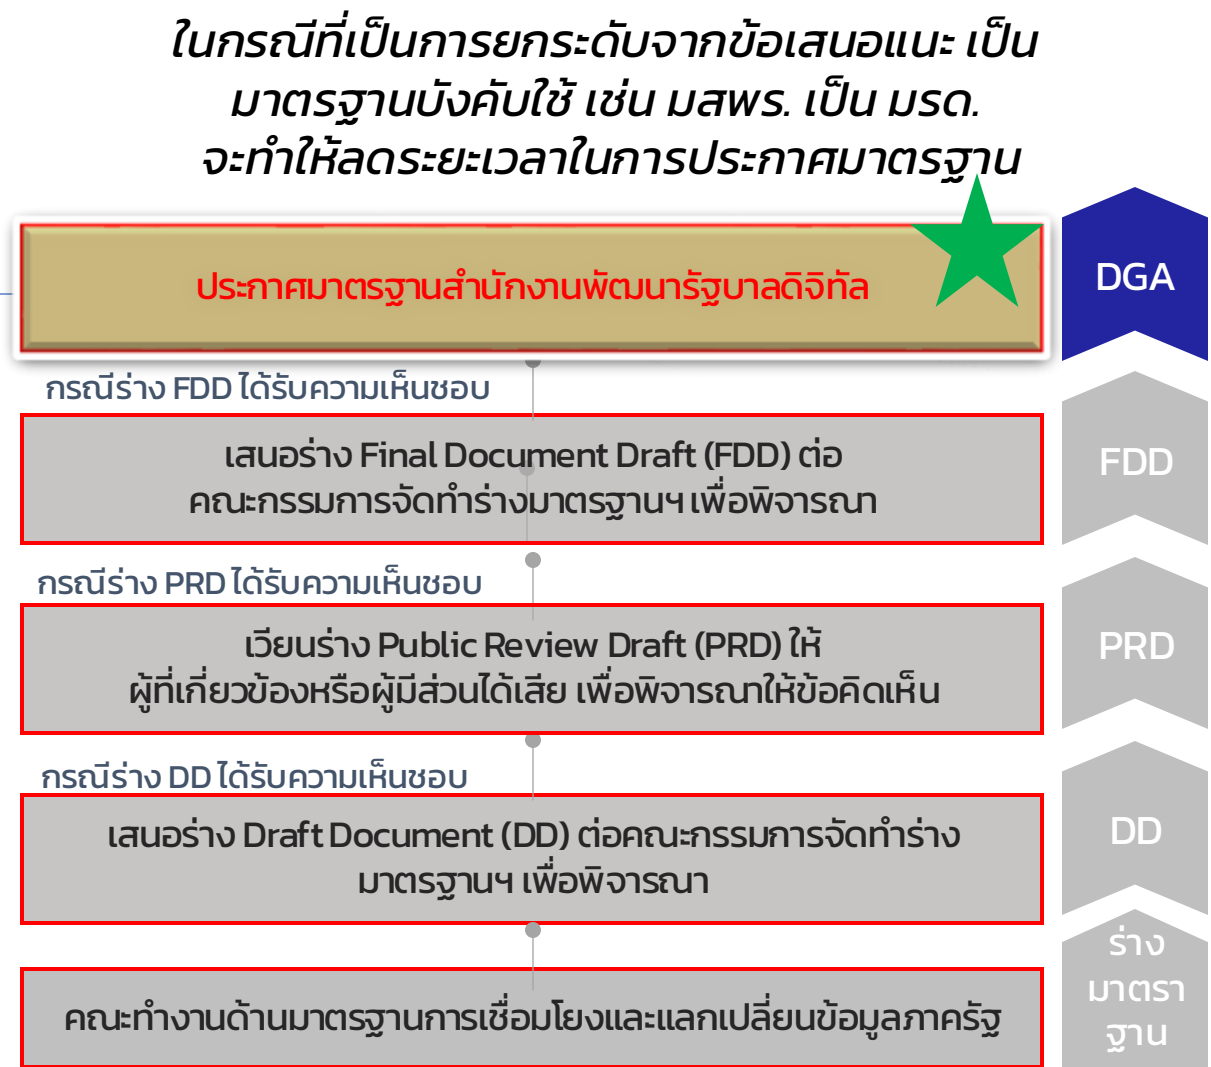 ในกรณีที่เป็นการยกระดับจากข้อเสนอแนะ เป็น
มาตรฐานบังคับใช้ เช่น มสพร. เป็น มรด.
จะทำให้ลดระยะเวลาในการประกาศมาตรฐาน
ประกาศมาตรฐานสำนักงานพัฒนารัฐบาลดิจิทัล
DGA
กรณีร่าง FDD ได้รับความเห็นชอบ
เสนอร่าง Final Document Draft (FDD) ต่อ
คณะกรรมการจัดทำร่างมาตรฐานฯ เพื่อพิจารณา
FDD
กรณีร่าง PRD ได้รับความเห็นชอบ
เวียนร่าง Public Review Draft (PRD) ให้
ผู้ที่เกี่ยวข้องหรือผู้มีส่วนได้เสีย เพื่อพิจารณาให้ข้อคิดเห็น
PRD
กรณีร่าง DD ได้รับความเห็นชอบ
เสนอร่าง Draft Document (DD) ต่อคณะกรรมการจัดทำร่าง
มาตรฐานฯ เพื่อพิจารณา
DD
คณะทำงานด้านมาตรฐานการเชื่อมโยงและแลกเปลี่ยนข้อมูลภาครัฐ
ร่าง
มาตรา
ฐาน